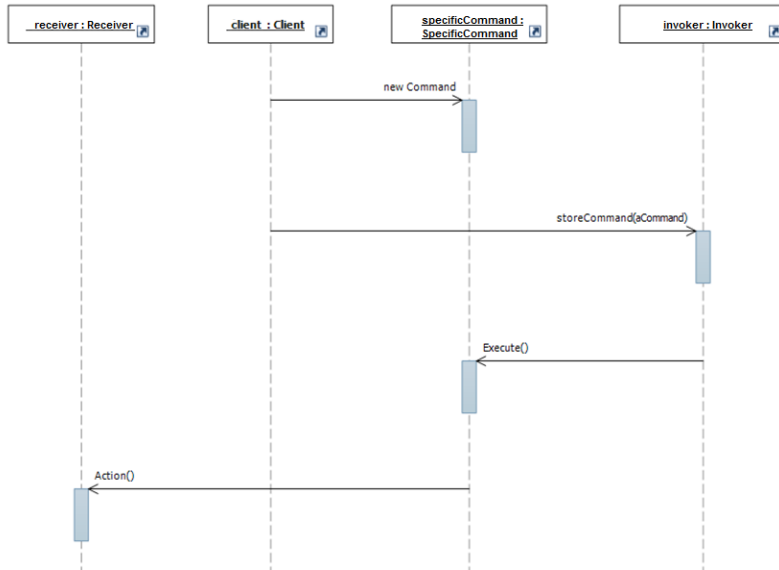 receiver : Receiver
client : Client
specificCommand :
SpecificCommand
invoker : Invoker
new Command
storeCommand(aCommand)
Execute()
Action()